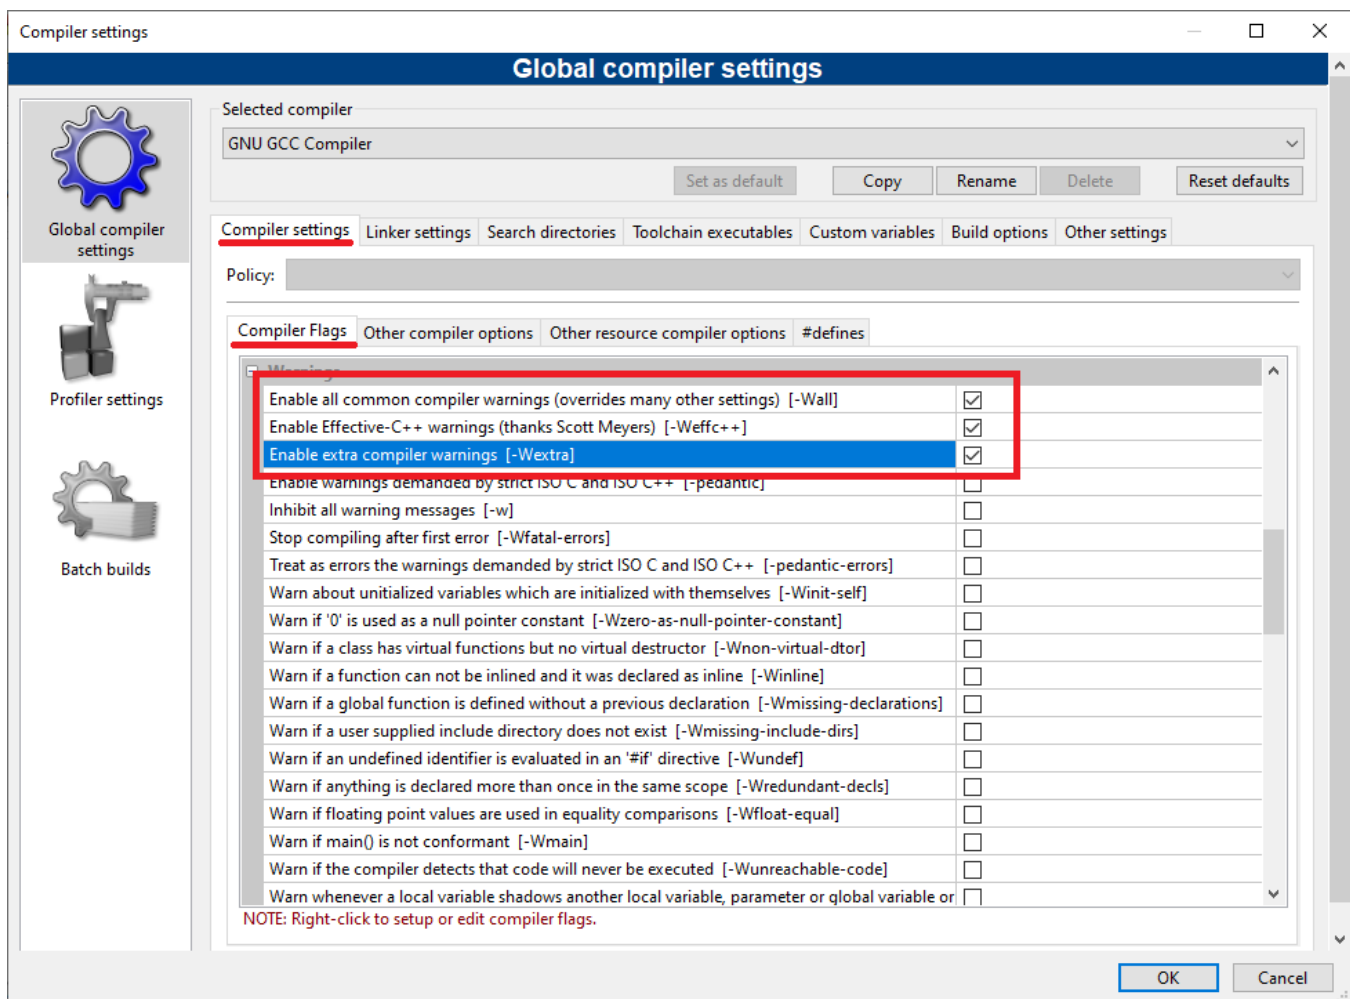 Compiler settings
Global compiler settings
Global compiler
settings
Profiler settings
Batch builds
Selected compiler
GNU GCC Compiler
Set as default
Copy
Rename
Delete
Reset defaults
Compiler settings
Linker settings
Search directories
Toolchain executables
Custom variables
Build options
Other settings
Policy:
Compiler Flags
Other compiler options
Other resource compiler options
#defines
Warnings
Enable all common compiler warnings (overrides many other settings) [-Wall]
Enable Effective-C++ warnings (thanks Scott Meyers) [-Weffc++]
Enable extra compiler warnings [-Wextra]
Enable warnings demanded by strict ISO C and ISO C++ [-pedantic]
Inhibit all warning messages [-w]
Stop compiling after first error [-Wfatal-errors]
Treat as errors the warnings demanded by strict ISO C and ISO C++ [-pedantic-errors]
Warn about unitialized variables which are initialized with themselves [-Winit-self]
Warn if '0' is used as a null pointer constant [-Wzero-as-null-pointer-constant]
Warn if a class has virtual functions but no virtual destructor [-Wnon-virtual-dtor]
Warn if a function can not be inlined and it was declared as inline [-Winline]
Warn if a global function is defined without a previous declaration [-Wmissing-declarations]
Warn if a user supplied include directory does not exist [-Wmissing-include-dirs]
Warn if an undefined identifier is evaluated in an '#if' directive [-Wundef]
Warn if anything is declared more than once in the same scope [-Wredundant-decls]
Warn if floating point values are used in equality comparisons [-Wfloat-equal]
Warn if main() is not conformant [-Wmain]
Warn if the compiler detects that code will never be executed [-Wunreachable-code]
Warn whenever a local variable shadows another local variable, parameter or global variable or
NOTE: Right-click to setup or edit compiler flags.
OK
Cancel